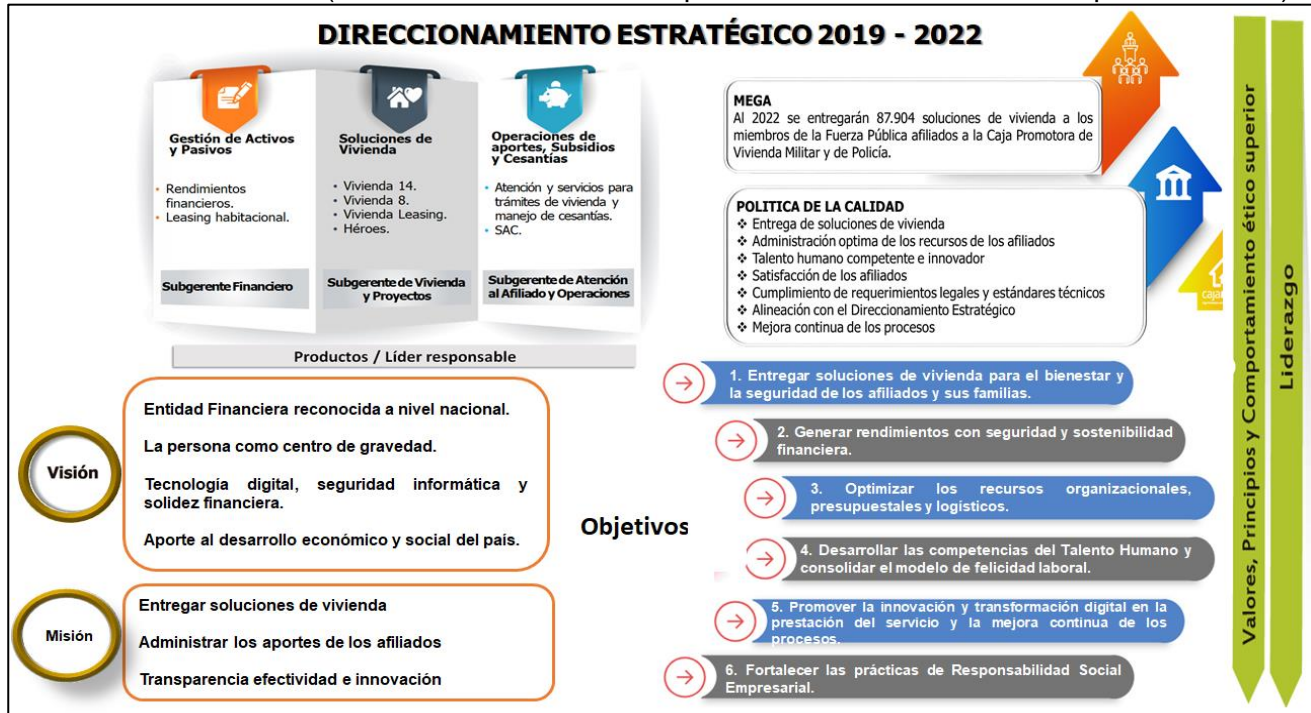 DIRECCIONAMIENTO ESTRATÉGICO 2019 - 2022
Gestión de Activos
y Pasivos
• Rendimientos
financieros.
• Leasing habitacional.
Subgerente Financiero
Soluciones de
Vivienda
• Vivienda 14.
• Vivienda 8.
• Vivienda Leasing.
• Héroes.
Subgerente de Vivienda
y Proyectos
Operaciones de
aportes, Subsidios
y Cesantías
• Atención y servicios para
trámites de vivienda y
manejo de cesantías.
• SAC.
Subgerente de Atención
al Afiliado y Operaciones
Productos / Líder responsable
MEGA
Al 2022 se entregarán 87.904 soluciones de vivienda a los
miembros de la Fuerza Pública afiliados a la Caja Promotora de
Vivienda Militar y de Policía.
POLITICA DE LA CALIDAD
❖ Entrega de soluciones de vivienda
❖ Administración optima de los recursos de los afiliados
❖ Talento humano competente e innovador
❖ Satisfacción de los afiliados
❖ Cumplimiento de requerimientos legales y estándares técnicos
❖ Alineación con el Direccionamiento Estratégico
❖ Mejora continua de los procesos
Visión
Entidad Financiera reconocida a nivel nacional.
La persona como centro de gravedad.
Tecnología digital, seguridad informática y
solidez financiera.
Aporte al desarrollo económico y social del país.
Misión
Entregar soluciones de vivienda
Administrar los aportes de los afiliados
Transparencia efectividad e innovación
Objetivos
1. Entregar soluciones de vivienda para el bienestar y
la seguridad de los afiliados y sus familias.
2. Generar rendimientos con seguridad y sostenibilidad
financiera.
3. Optimizar los recursos organizacionales,
presupuestales y logísticos.
4. Desarrollar las competencias del Talento Humano y
consolidar el modelo de felicidad laboral.
5. Promover la innovación y transformación digital en la
prestación del servicio y la mejora continua de los
procesos.
6. Fortalecer las prácticas de Responsabilidad Social
Empresarial.
Valores, Principios y Comportamiento ético superior
Liderazgo